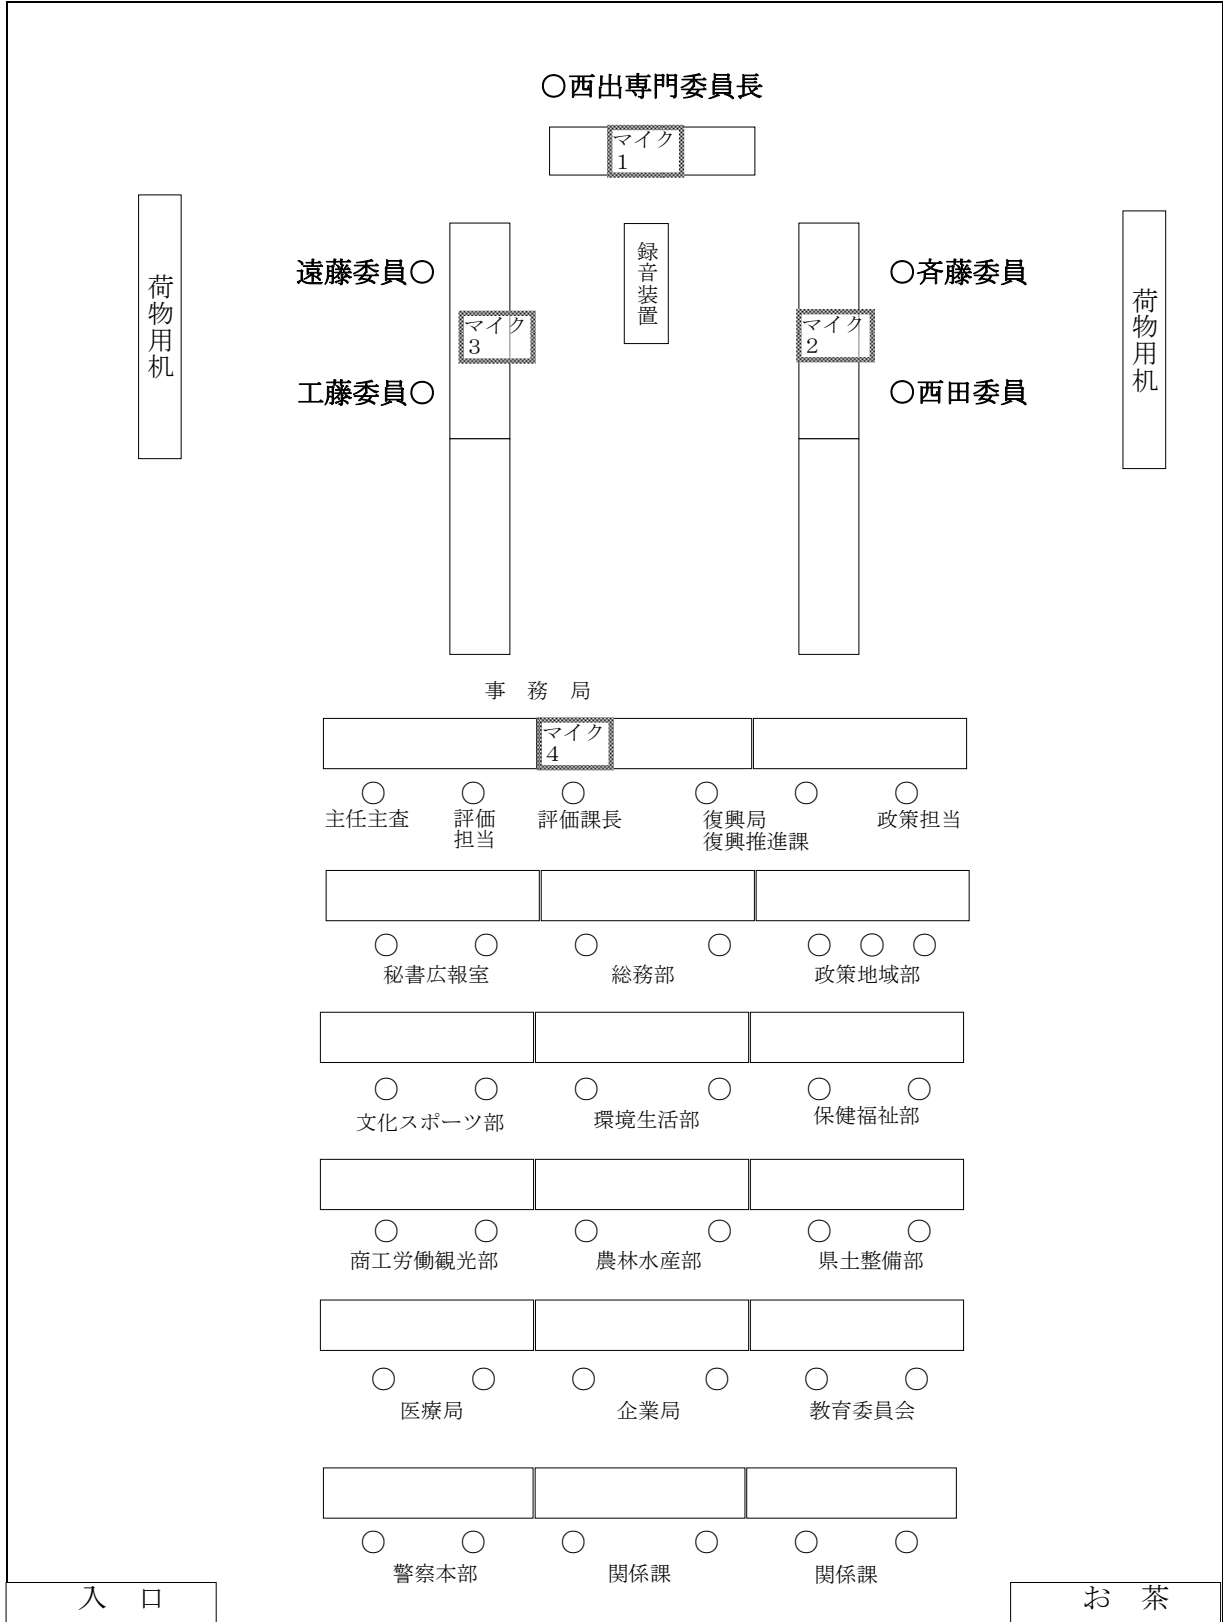 ○西出専門委員長
マイク
1
荷物用机
遠藤委員○
録音装置
○斉藤委員
荷物用机
マイク
3
マイク
2
工藤委員○
○西田委員
事 務 局
マイク
4
○ ○ ○ ○ ○ ○
主任主査
評価
担当
評価課長
復興局
復興推進課
政策担当
○ ○ ○ ○ ○ ○ ○
秘書広報室
総務部
政策地域部
○ ○ ○ ○ ○ ○
文化スポーツ部
環境生活部
保健福祉部
○ ○ ○ ○ ○ ○
商工労働観光部
農林水産部
県土整備部
○ ○ ○ ○ ○ ○
医療局
企業局
教育委員会
○ ○ ○ ○ ○ ○
警察本部
関係課
関係課
入 口
お 茶